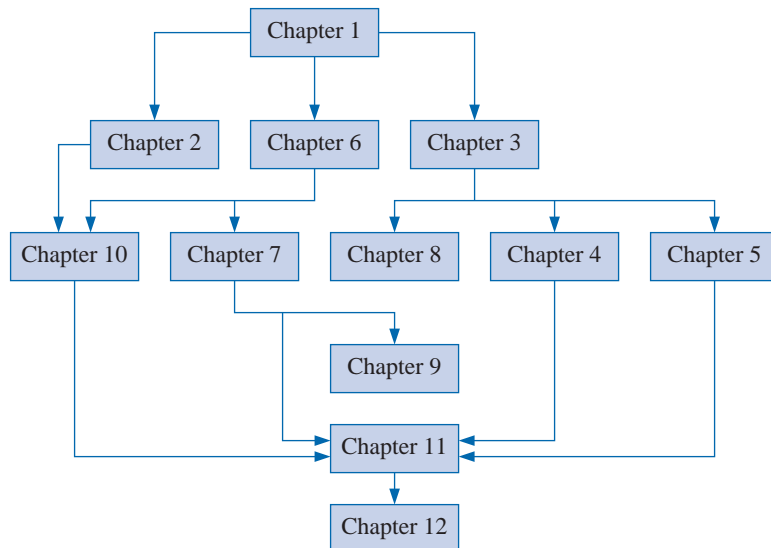 Chapter 1
Chapter 2
Chapter 6
Chapter 3
Chapter 10
Chapter 7
Chapter 8
Chapter 4
Chapter 5
Chapter 9
Chapter 11
Chapter 12